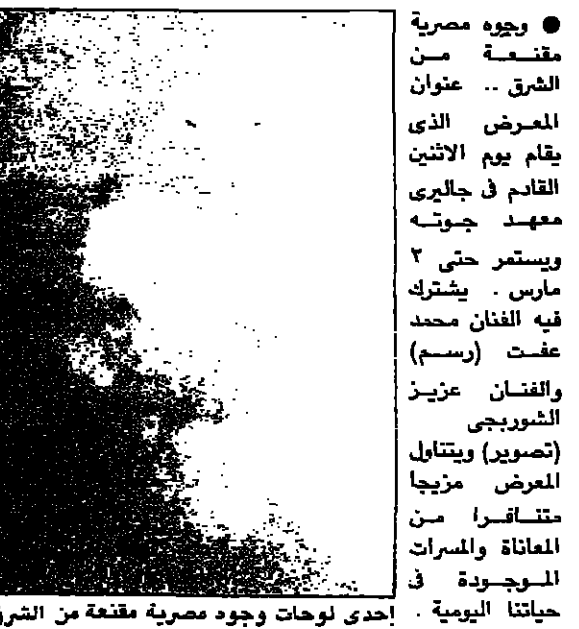 ● وجوه مصرية
مقنعة من
الشرق .. عنوان
المعرض الذى
يقام يوم الاثنين
القادم فى جاليرى
معهد جوته
ويستمر حتى ٢
مارس . يشترك
فيه الفنان محمد
عفت (رسم)
والفنان عزيز
الشوربجى
(تصوير) ويتناول
المعرض مزيجا
متنافرا من
المعاناة والمسرات
الموجودة فى
حياتنا اليومية .
إحدى لوحات وجود مصرية مقنعة من الشرق